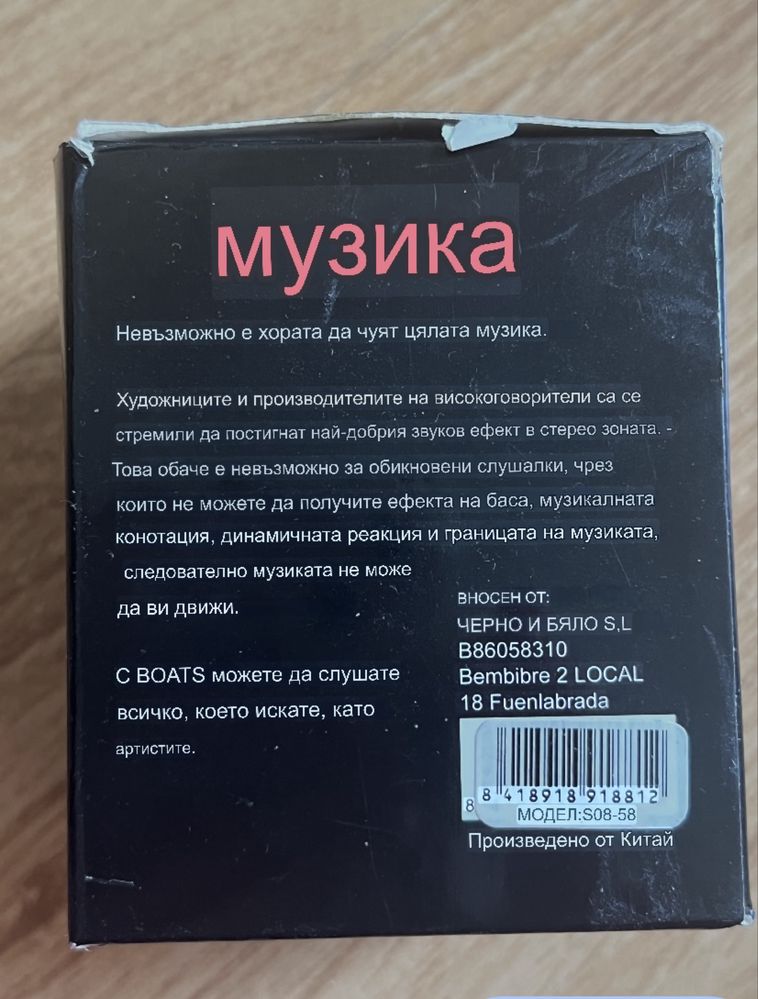 музика
Невъзможно е хората да чуят цялата музика.
Художниците и производителите на високоговорители са се
стремили да постигнат най-добрия звуков ефект в стерео зоната. -
Това обаче е невъзможно за обикновени слушалки, чрез
които не можете да получите ефекта на баса, музикалната
конотация, динамичната реакция и границата на музиката,
следователно музиката не може
да ви движи.
С BOATS можете да слушате
всичко, което искате, като
артистите.
ВНОСЕН ОТ:
ЧЕРНО И БЯЛО S,L
B86058310
Bembibre 2 LOCAL
18 Fuenlabrada
8 418918 918812
8
МОДЕЛ:S08-58
Произведено от Китай